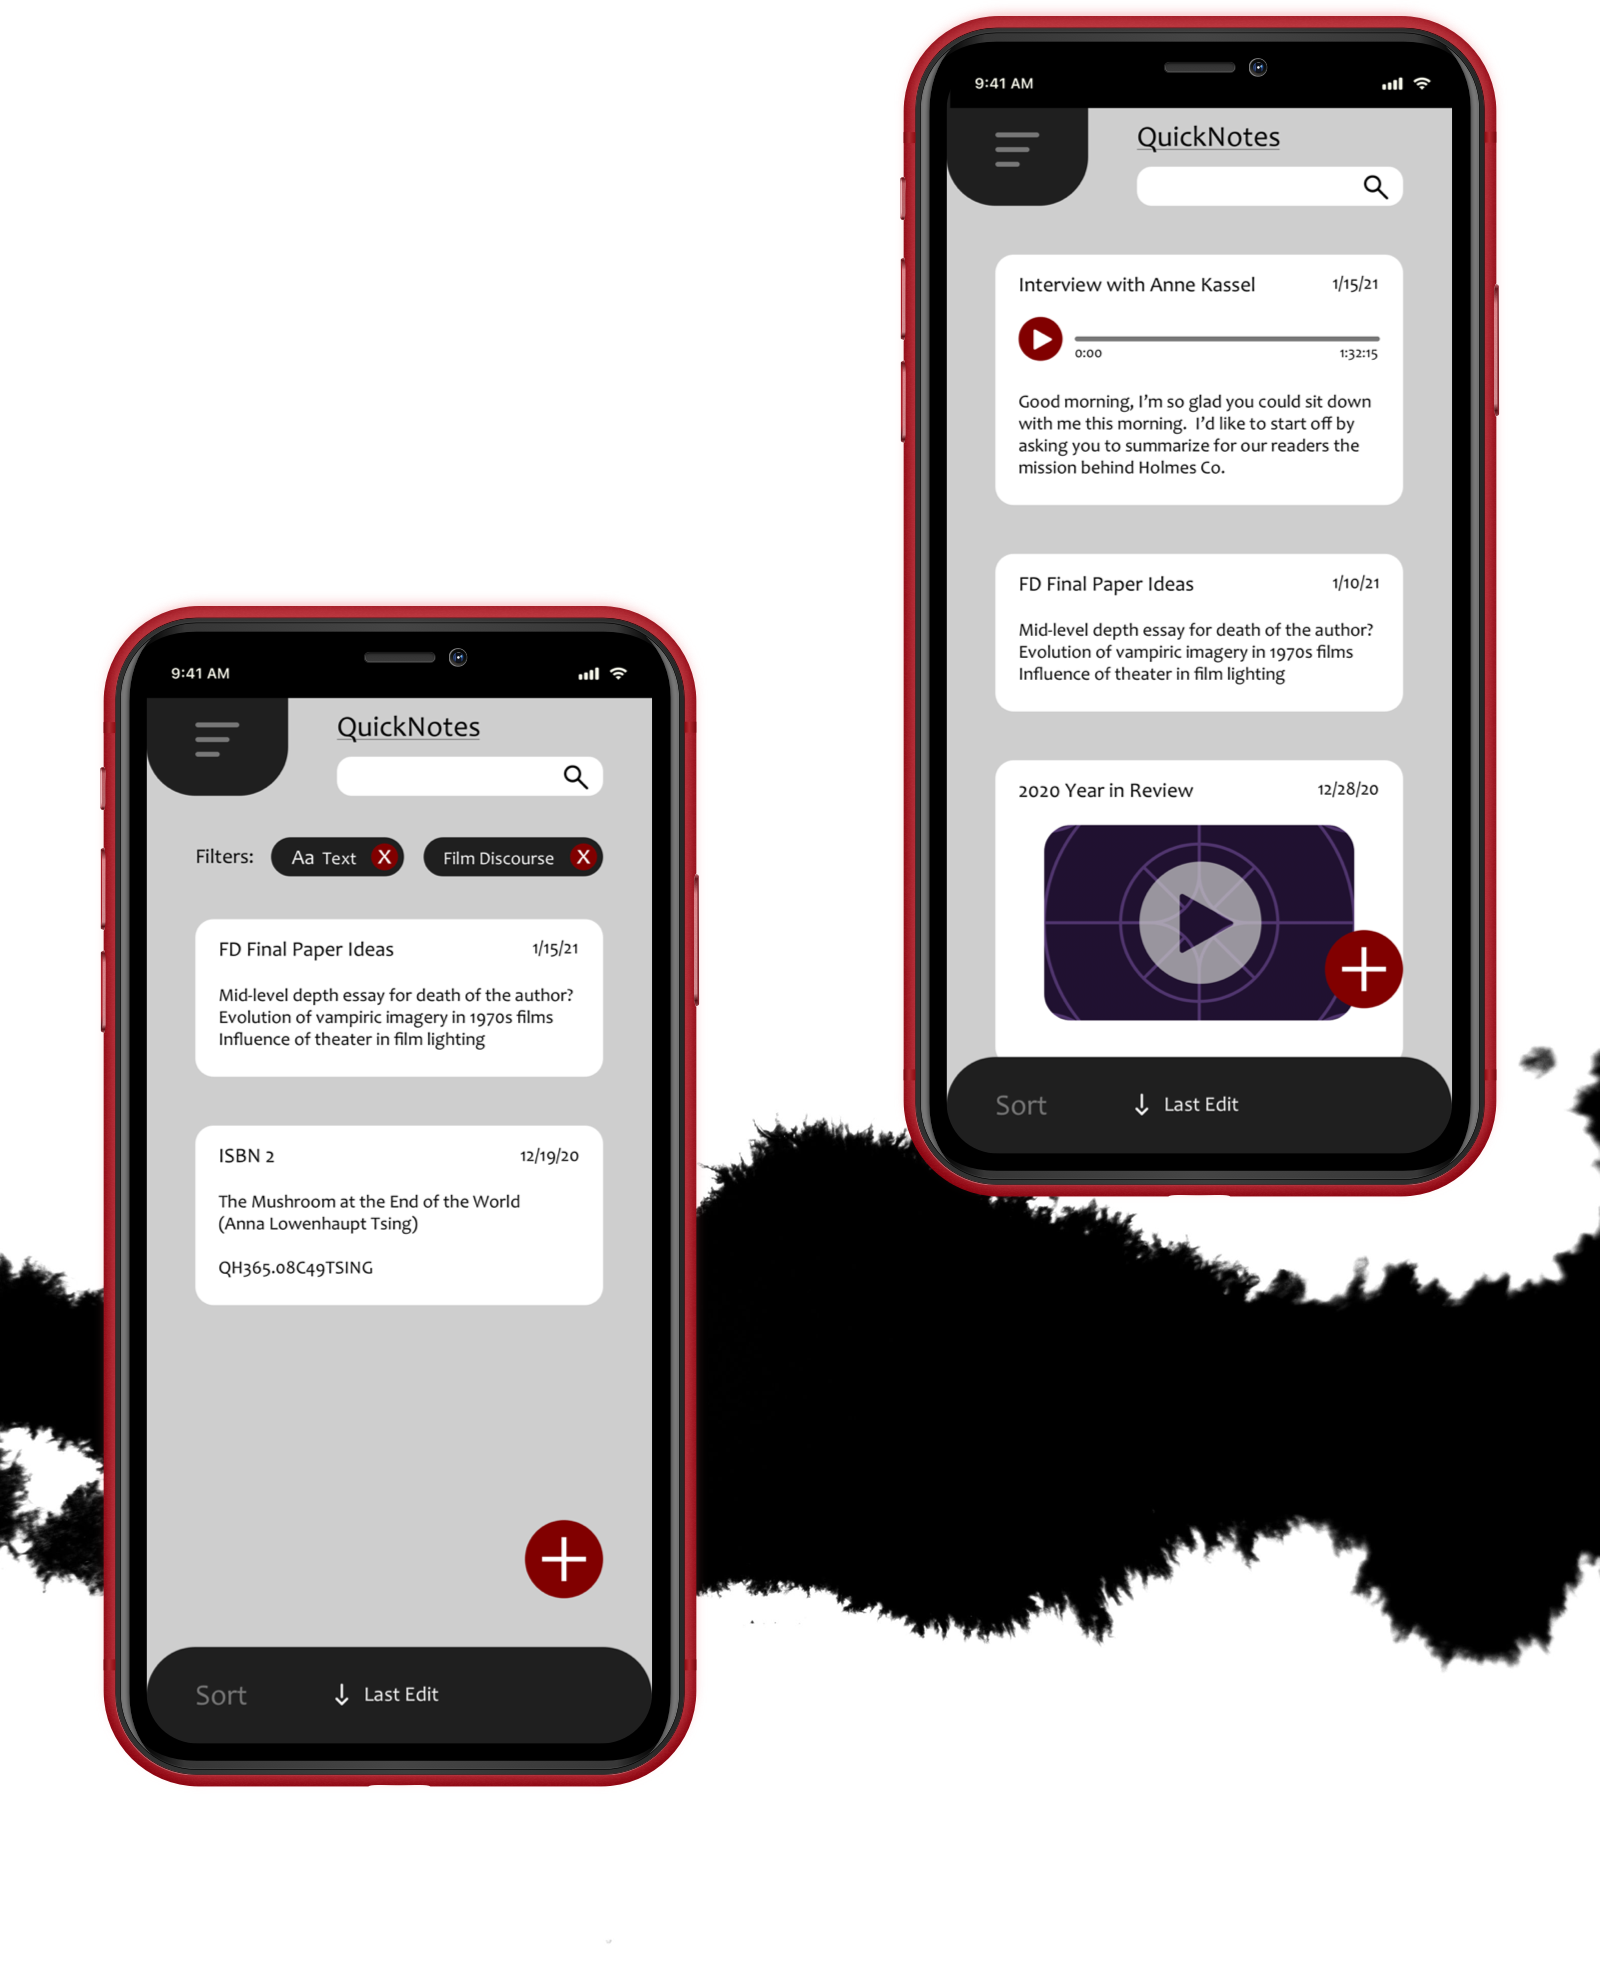 9:41 AM
QuickNotes
Interview with Anne Kassel 1/15/21
0:00 1:32:15
Good morning, I'm so glad you could sit down
with me this morning.  I'd like to start off by
asking you to summarize for our readers the
mission behind Holmes Co.
FD Final Paper Ideas 1/10/21
Mid-level depth essay for death of the author?
Evolution of vampiric imagery in 1970s films
Influence of theater in film lighting
2020 Year in Review 12/28/20
Sort ↓ Last Edit
9:41 AM
QuickNotes
Filters: Aa Text X Film Discourse X
FD Final Paper Ideas 1/15/21
Mid-level depth essay for death of the author?
Evolution of vampiric imagery in 1970s films
Influence of theater in film lighting
ISBN 2 12/19/20
The Mushroom at the End of the World
(Anna Lowenhaupt Tsing)
QH365.08C49TSING
Sort ↓ Last Edit